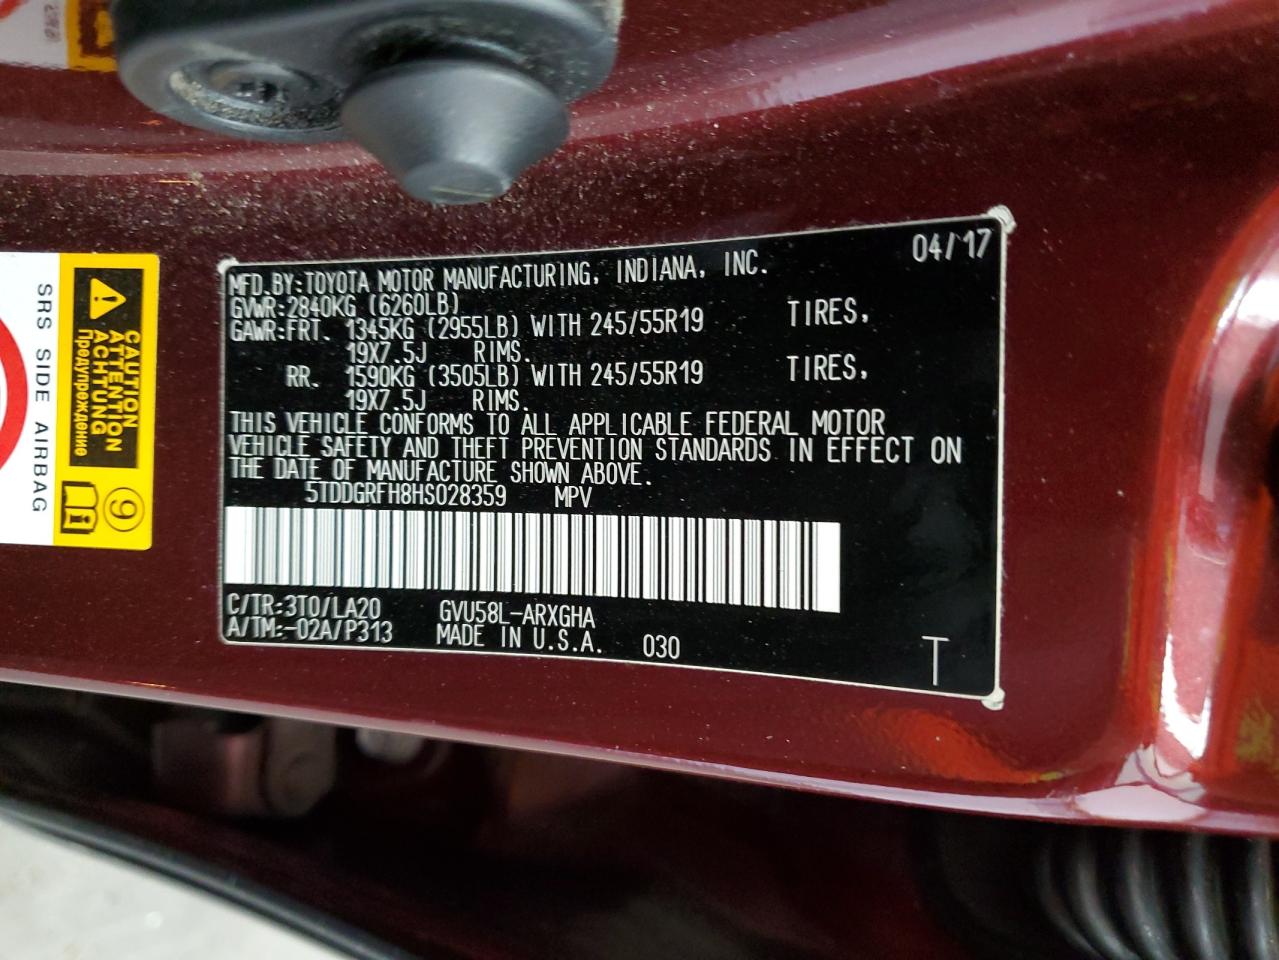 MFD.BY:TOYOTA MOTOR MANUFACTURING, INDIANA, INC. 04/17
GVWR:2840KG (6260LB)
GAWR:FRT. 1345KG (2955LB) WITH 245/55R19 TIRES,
19X7.5J RIMS.
RR. 1590KG (3505LB) WITH 245/55R19 TIRES,
19X7.5J RIMS.
THIS VEHICLE CONFORMS TO ALL APPLICABLE FEDERAL MOTOR
VEHICLE SAFETY AND THEFT PREVENTION STANDARDS IN EFFECT ON
THE DATE OF MANUFACTURE SHOWN ABOVE.
5TDDGRFH8HS028359 MPV
C/TR:3T0/LA20 GVU58L-ARXGHA
A/TM:-02A/P313 MADE IN U.S.A. 030 T
SRS SIDE AIRBAG
CAUTION
ATTENTION
ACHTUNG
Предупреждение
9